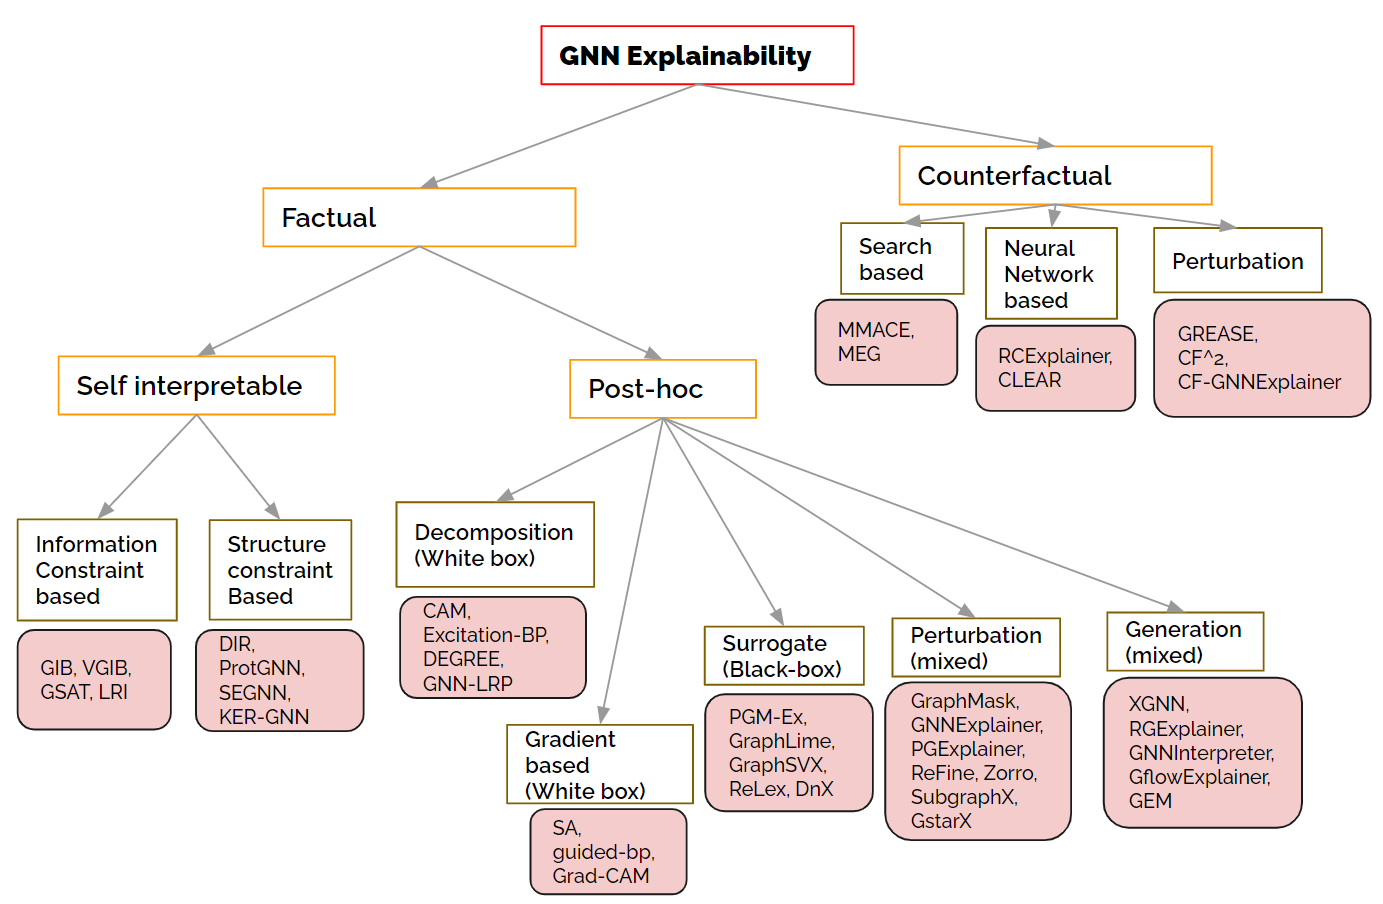 GNN Explainability
Counterfactual
Factual
Search
based
Neural
Network
based
Perturbation
MMACE,
MEG
RCExplainer,
CLEAR
GREASE,
CF^2,
CF-GNNExplainer
Self interpretable
Post-hoc
Information
Constraint
based
Structure
constraint
Based
GIB, VGIB,
GSAT, LRI
DIR,
ProtGNN,
SEGNN,
KER-GNN
Decomposition
(White box)
CAM,
Excitation-BP,
DEGREE,
GNN-LRP
Gradient
based
(White box)
SA,
guided-bp,
Grad-CAM
Surrogate
(Black-box)
PGM-Ex,
GraphLime,
GraphSVX,
ReLex, DnX
Perturbation
(mixed)
GraphMask,
GNNExplainer,
PGExplainer,
ReFine, Zorro,
SubgraphX,
GstarX
Generation
(mixed)
XGNN,
RGExplainer,
GNNInterpreter,
GflowExplainer,
GEM